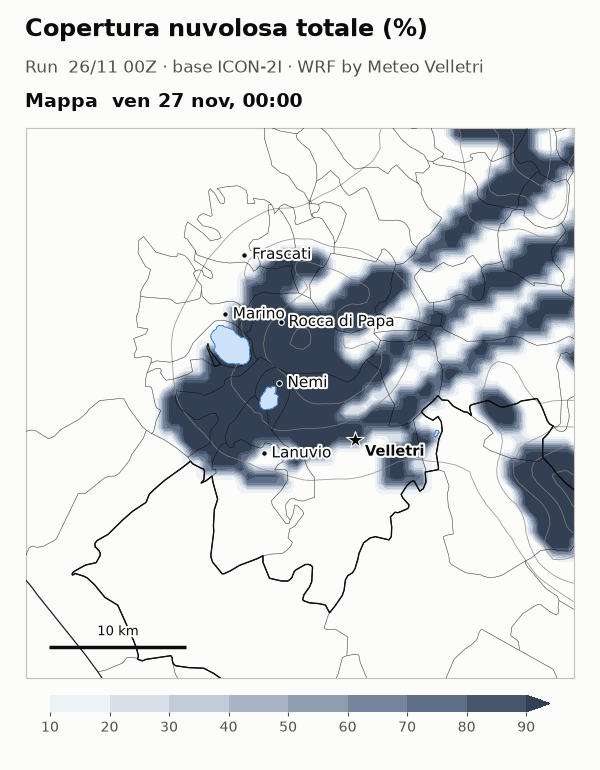 Copertura nuvolosa totale (%)
Run  26/11 00Z · base ICON-2I · WRF by Meteo Velletri
Mappa  ven 27 nov, 00:00
Frascati
Marino
Rocca di Papa
Nemi
Velletri
Lanuvio
10 km
10 20 30 40 50 60 70 80 90